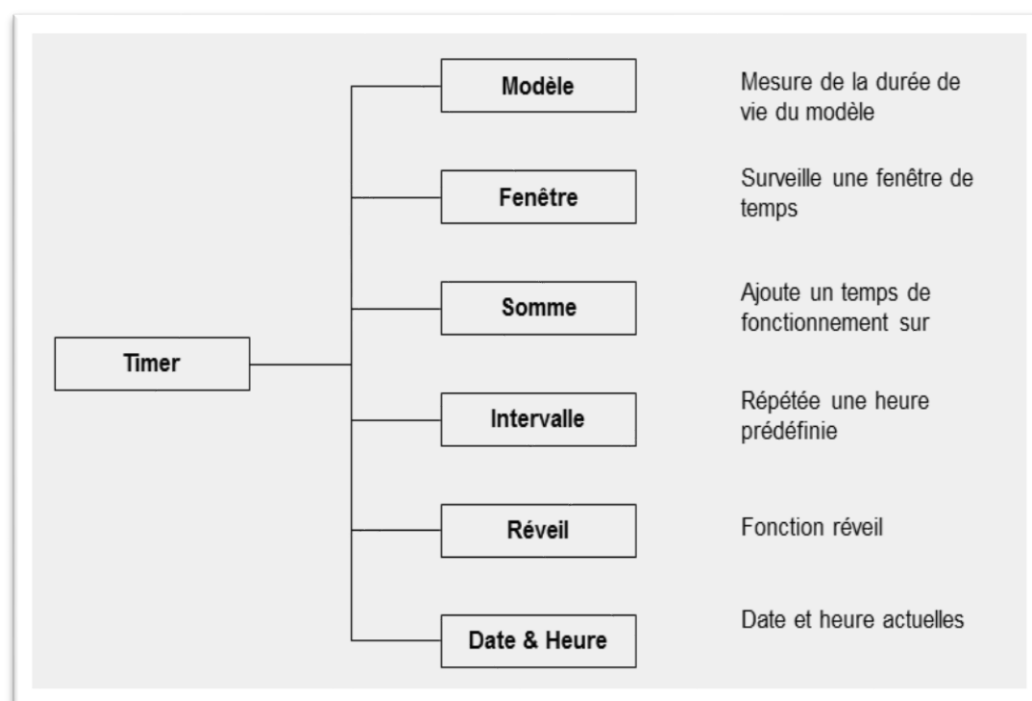 Modèle
Mesure de la durée de
vie du modèle
Fenêtre
Surveille une fenêtre de
temps
Somme
Ajoute un temps de
fonctionnement sur
Timer
Intervalle
Répétée une heure
prédéfinie
Réveil
Fonction réveil
Date & Heure
Date et heure actuelles